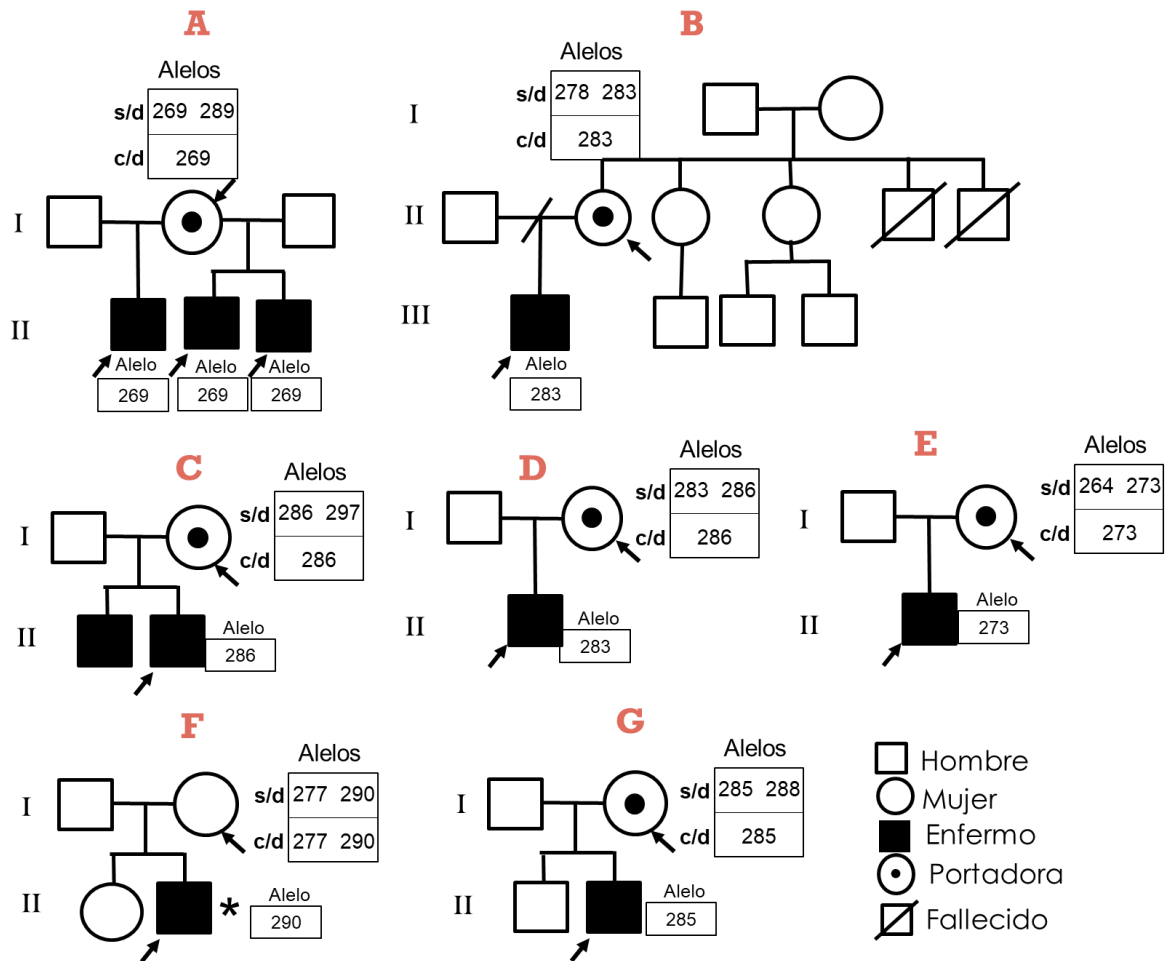 A
Alelos
s/d 269 289
c/d 269
I
II
Alelo
269
Alelo
269
Alelo
269
B
Alelos
s/d 278 283
c/d 283
I
II
III
Alelo
283
C
Alelos
s/d 286 297
c/d 286
I
II
Alelo
286
D
Alelos
s/d 283 286
c/d 286
I
II
Alelo
283
E
Alelos
s/d 264 273
c/d 273
I
II
Alelo
273
F
Alelos
s/d 277 290
c/d 277 290
I
II
*
Alelo
290
G
Alelos
s/d 285 288
c/d 285
I
II
Alelo
285
Hombre
Mujer
Enfermo
Portadora
Fallecido